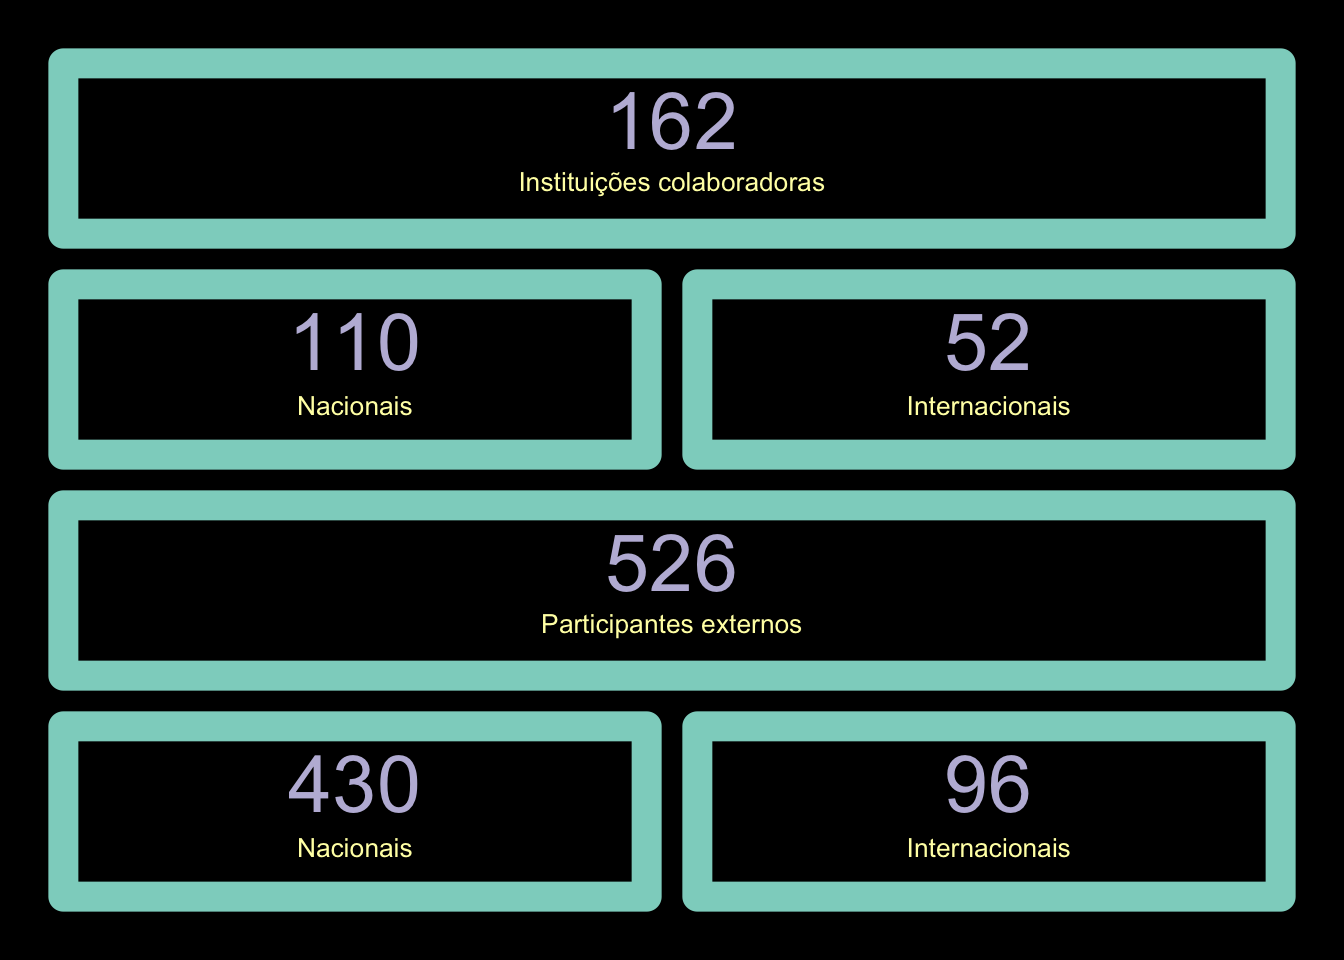 162
Instituições colaboradoras
110
Nacionais
52
Internacionais
526
Participantes externos
430
Nacionais
96
Internacionais